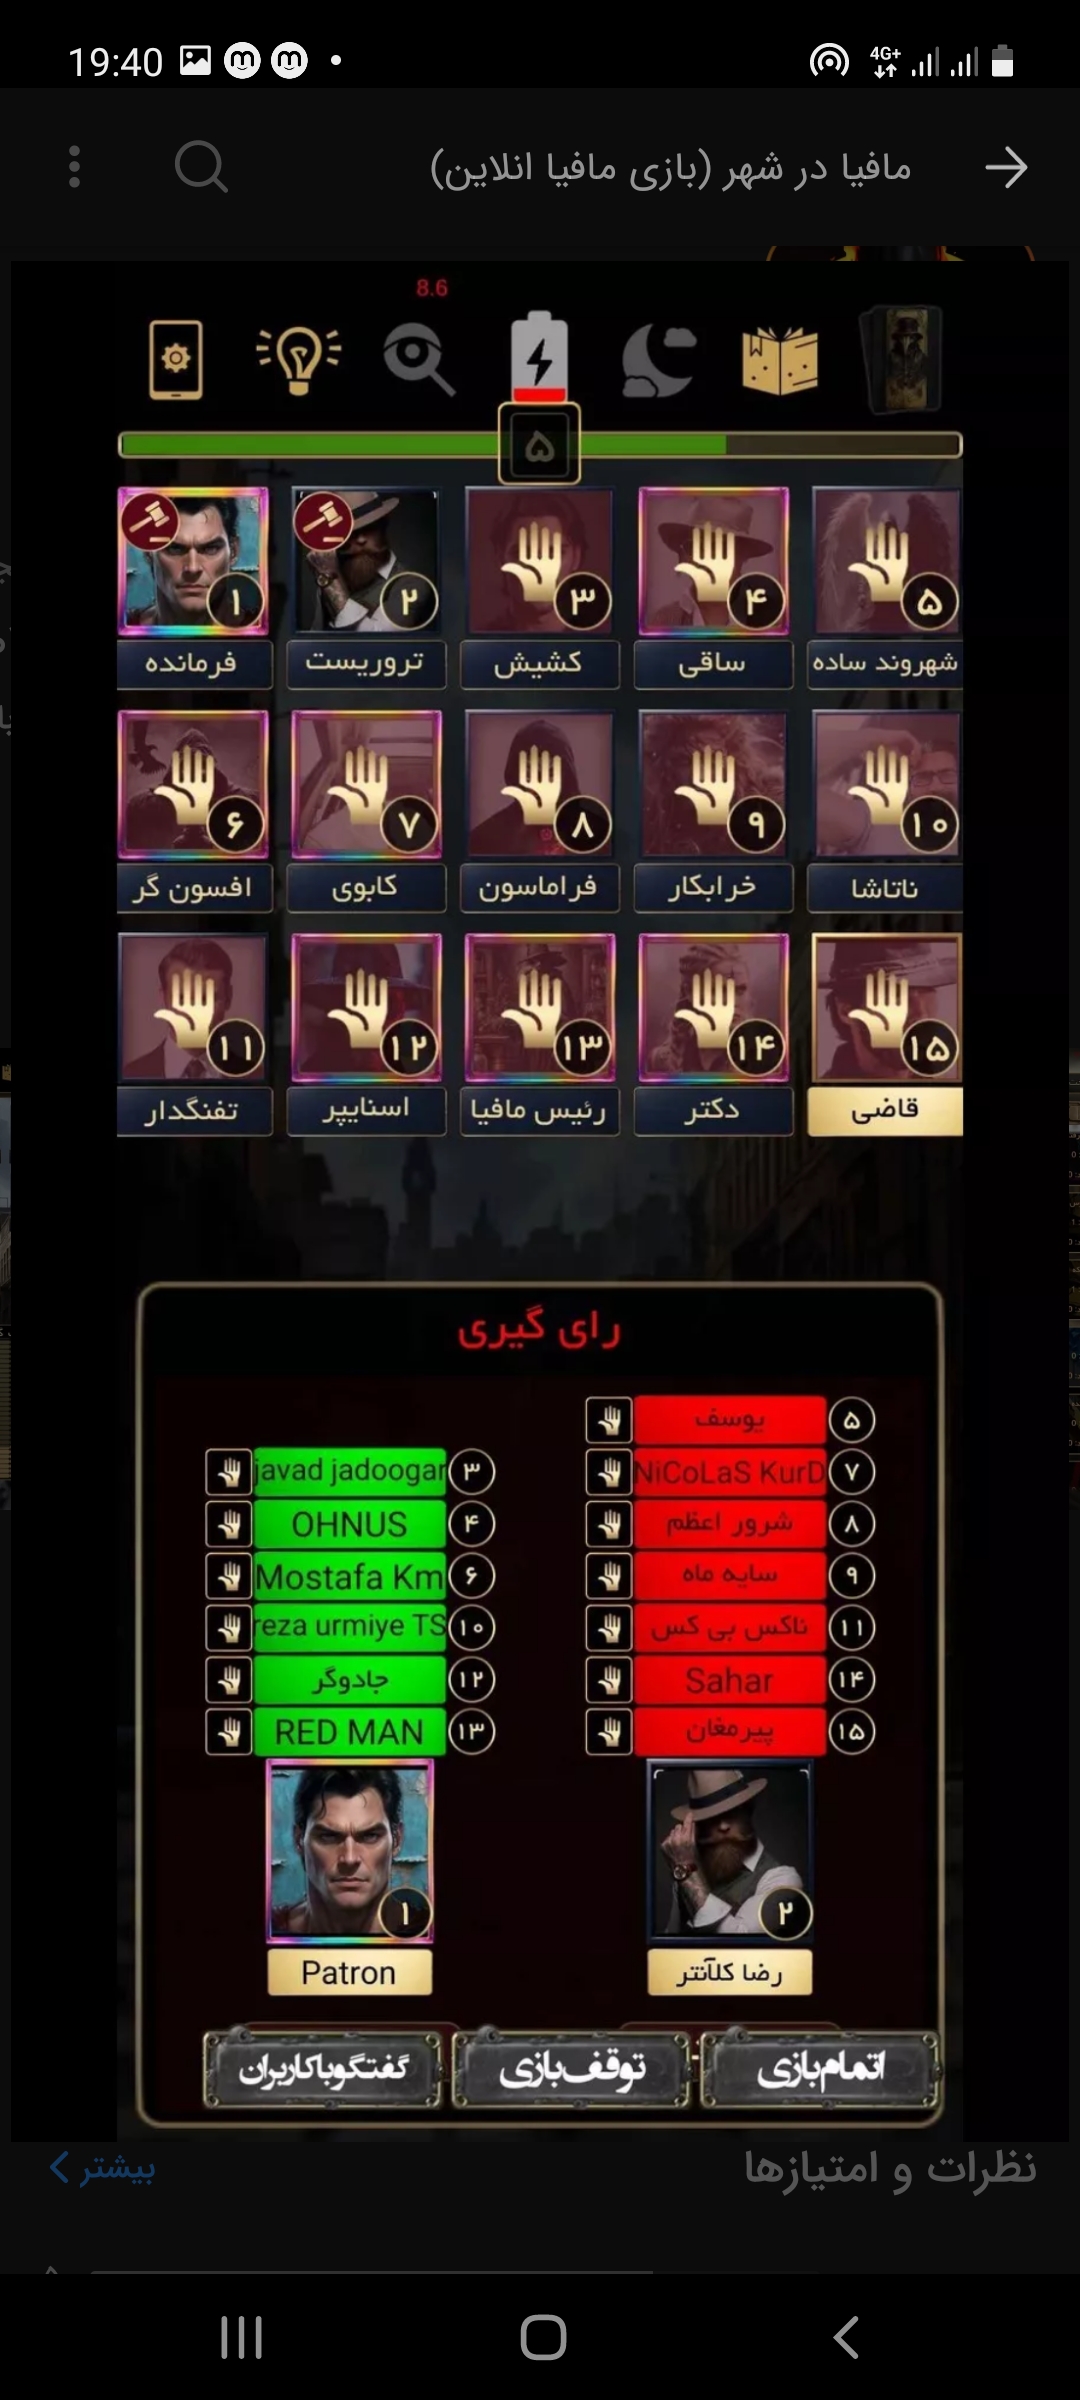 19:40
4G+
مافیا در شهر (بازی مافیا انلاین)
8.6
۵
۱ ۲ ۳ ۴ ۵
فرمانده تروریست کشیش ساقی شهروند ساده
۶ ۷ ۸ ۹ ۱۰
افسون گر کابوی فراماسون خرابکار ناتاشا
۱۱ ۱۲ ۱۳ ۱۴ ۱۵
تفنگدار اسنایپر رئیس مافیا دکتر قاضی
رای گیری
یوسف ۵
javad jadoogar ۳
NiCoLaS KurD ۷
OHNUS ۴
شرور اعظم ۸
Mostafa Km ۶
سایه ماه ۹
reza urmiye TS ۱۰
ناکس بی کس ۱۱
جادوگر ۱۲
Sahar ۱۴
RED MAN ۱۳
پیرمغان ۱۵
۱ ۲
Patron
رضا کلانتر
اتمام‌بازی
توقف‌بازی
گفتگو‌با‌کاربران
نظرات و امتیازها
بیشتر